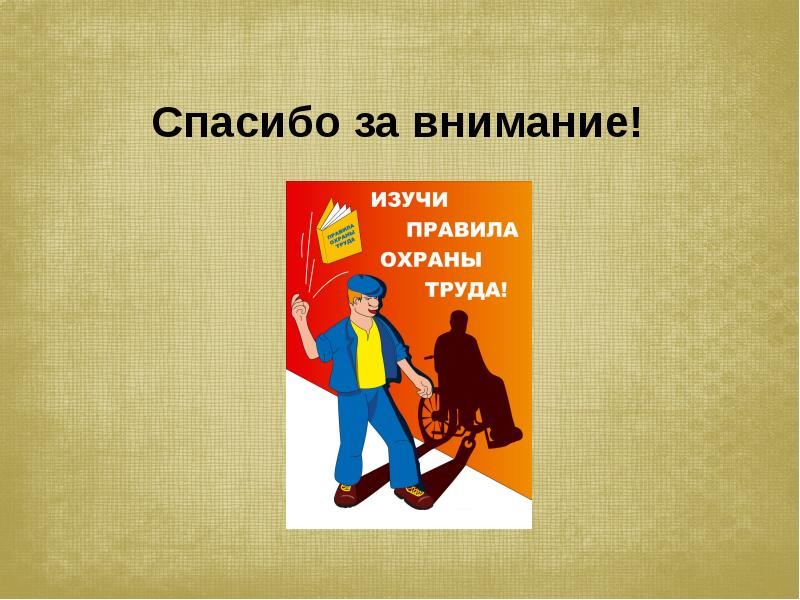 Спасибо за внимание!
ИЗУЧИ
ПРАВИЛА
ОХРАНЫ
ТРУДА!
ПРАВИЛА
ОХРАНЫ
ТРУДА